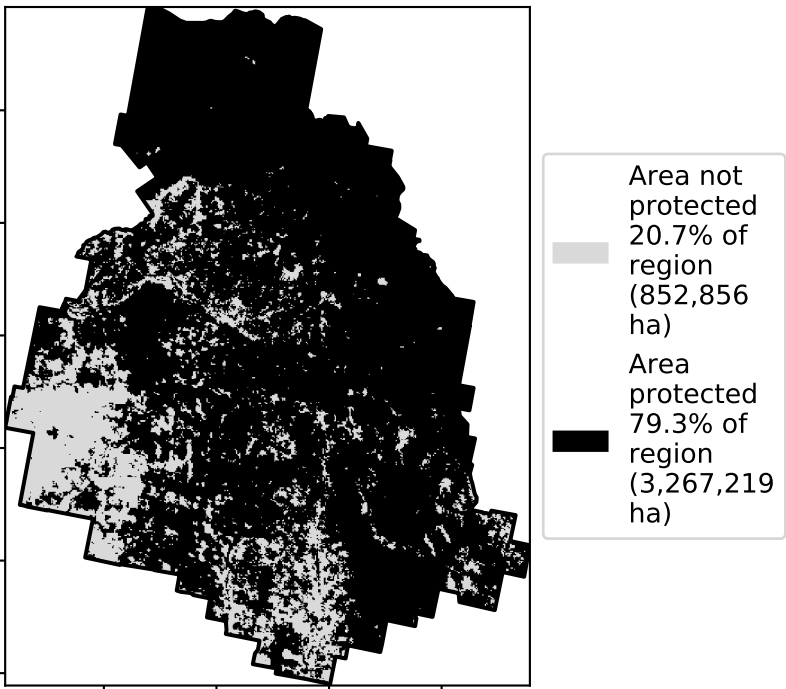 Area not
protected
20.7% of
region
(852,856
ha)
Area
protected
79.3% of
region
(3,267,219
ha)